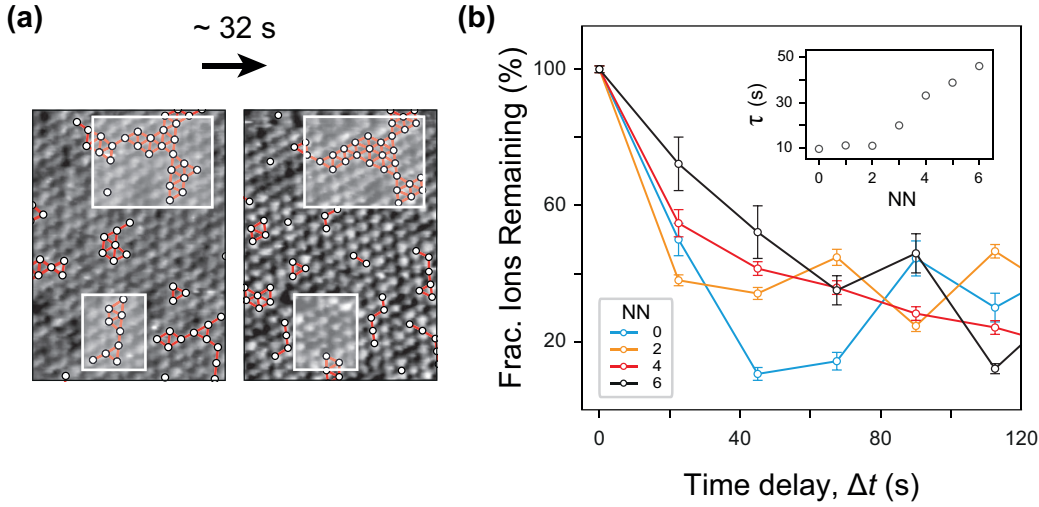 (a)
~ 32 s
(b)
Frac. Ions Remaining (%)
100
60
20
0
40
80
120
Time delay, Δt (s)
NN
0
2
4
6
τ (s)
50
30
10
0
2
4
6
NN